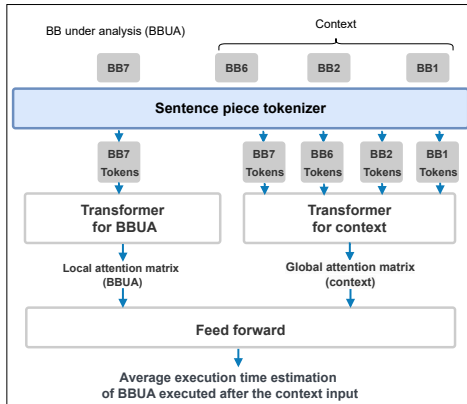 BB under analysis (BBUA)
Context
BB7
BB6
BB2
BB1
Sentence piece tokenizer
BB7
Tokens
BB7
Tokens
BB6
Tokens
BB2
Tokens
BB1
Tokens
Transformer
for BBUA
Transformer
for context
Local attention matrix
(BBUA)
Global attention matrix
(context)
Feed forward
Average execution time estimation
of BBUA executed after the context input